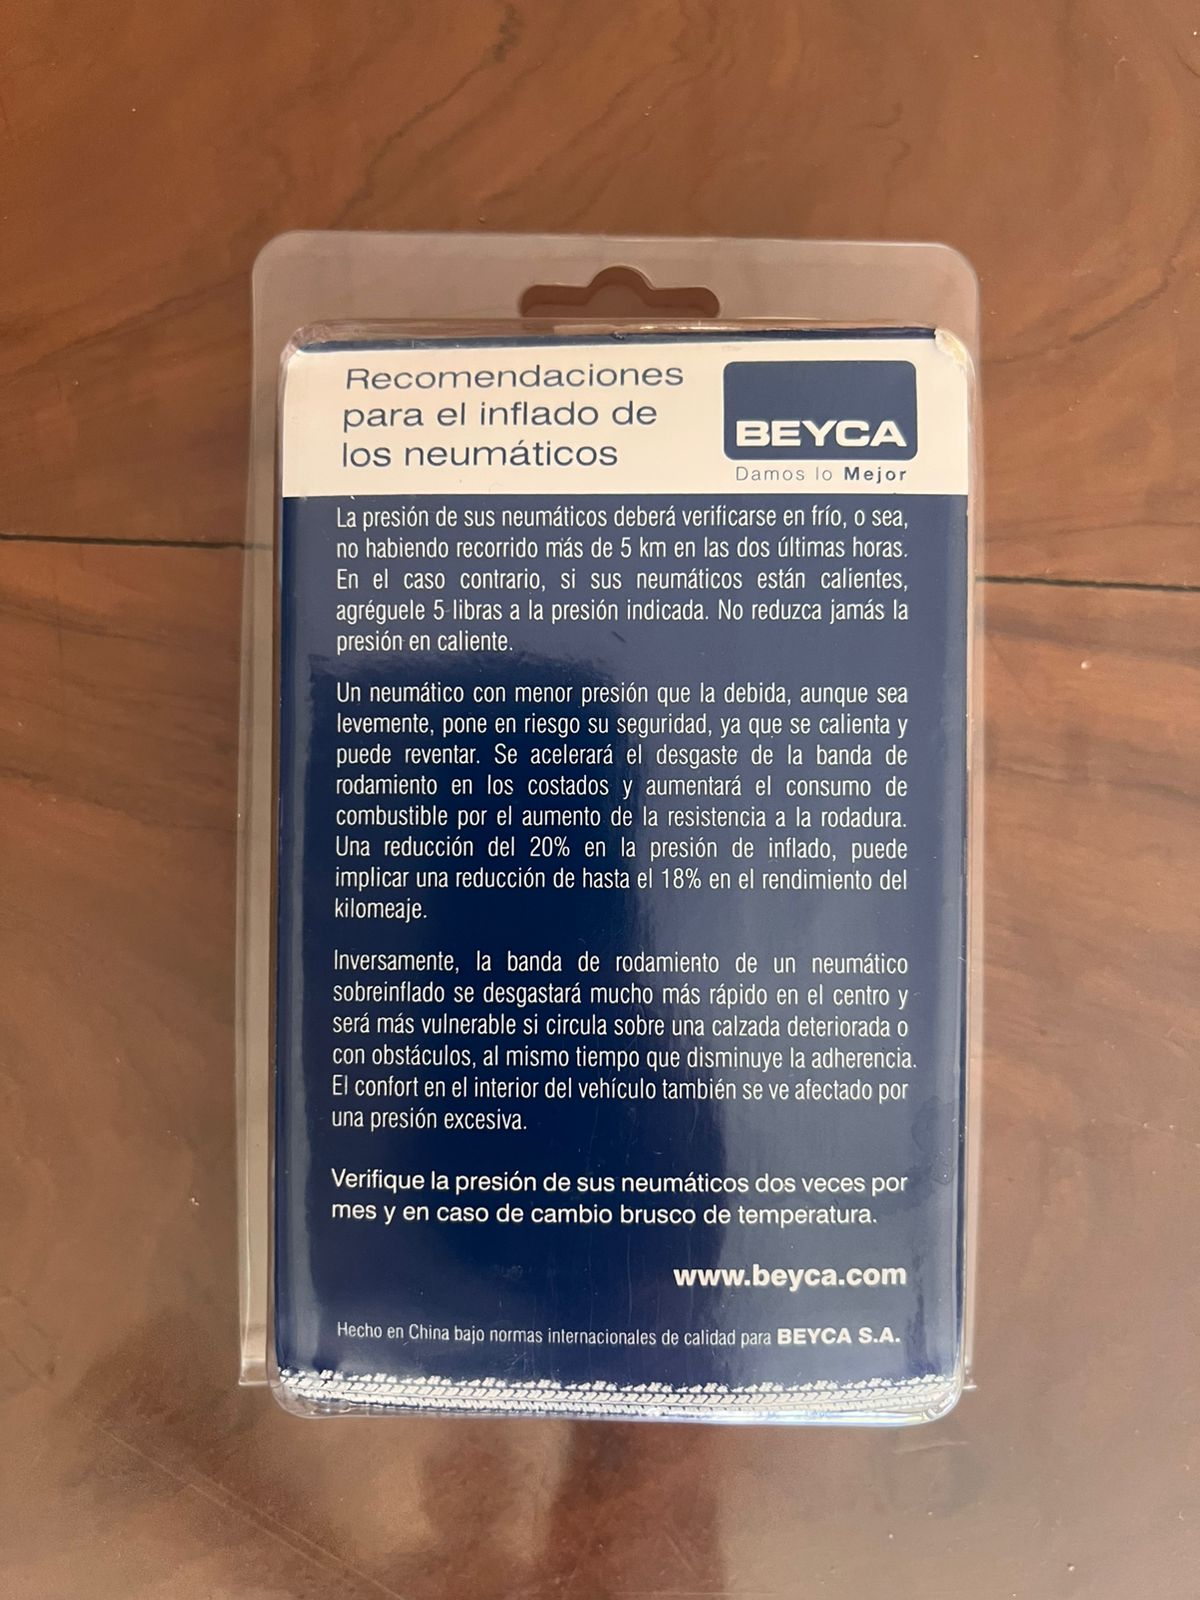 Recomendaciones
para el inflado de
los neumáticos
BEYCA
Damos lo Mejor
La presión de sus neumáticos deberá verificarse en frío, o sea,
no habiendo recorrido más de 5 km en las dos últimas horas.
En el caso contrario, si sus neumáticos están calientes,
agréguele 5 libras a la presión indicada. No reduzca jamás la
presión en caliente.
Un neumático con menor presión que la debida, aunque sea
levemente, pone en riesgo su seguridad, ya que se calienta y
puede reventar. Se acelerará el desgaste de la banda de
rodamiento en los costados y aumentará el consumo de
combustible por el aumento de la resistencia a la rodadura.
Una reducción del 20% en la presión de inflado, puede
implicar una reducción de hasta el 18% en el rendimiento del
kilomeaje.
Inversamente, la banda de rodamiento de un neumático
sobreinflado se desgastará mucho más rápido en el centro y
será más vulnerable si circula sobre una calzada deteriorada o
con obstáculos, al mismo tiempo que disminuye la adherencia.
El confort en el interior del vehículo también se ve afectado por
una presión excesiva.
Verifique la presión de sus neumáticos dos veces por
mes y en caso de cambio brusco de temperatura.
www.beyca.com
Hecho en China bajo normas internacionales de calidad para BEYCA S.A.